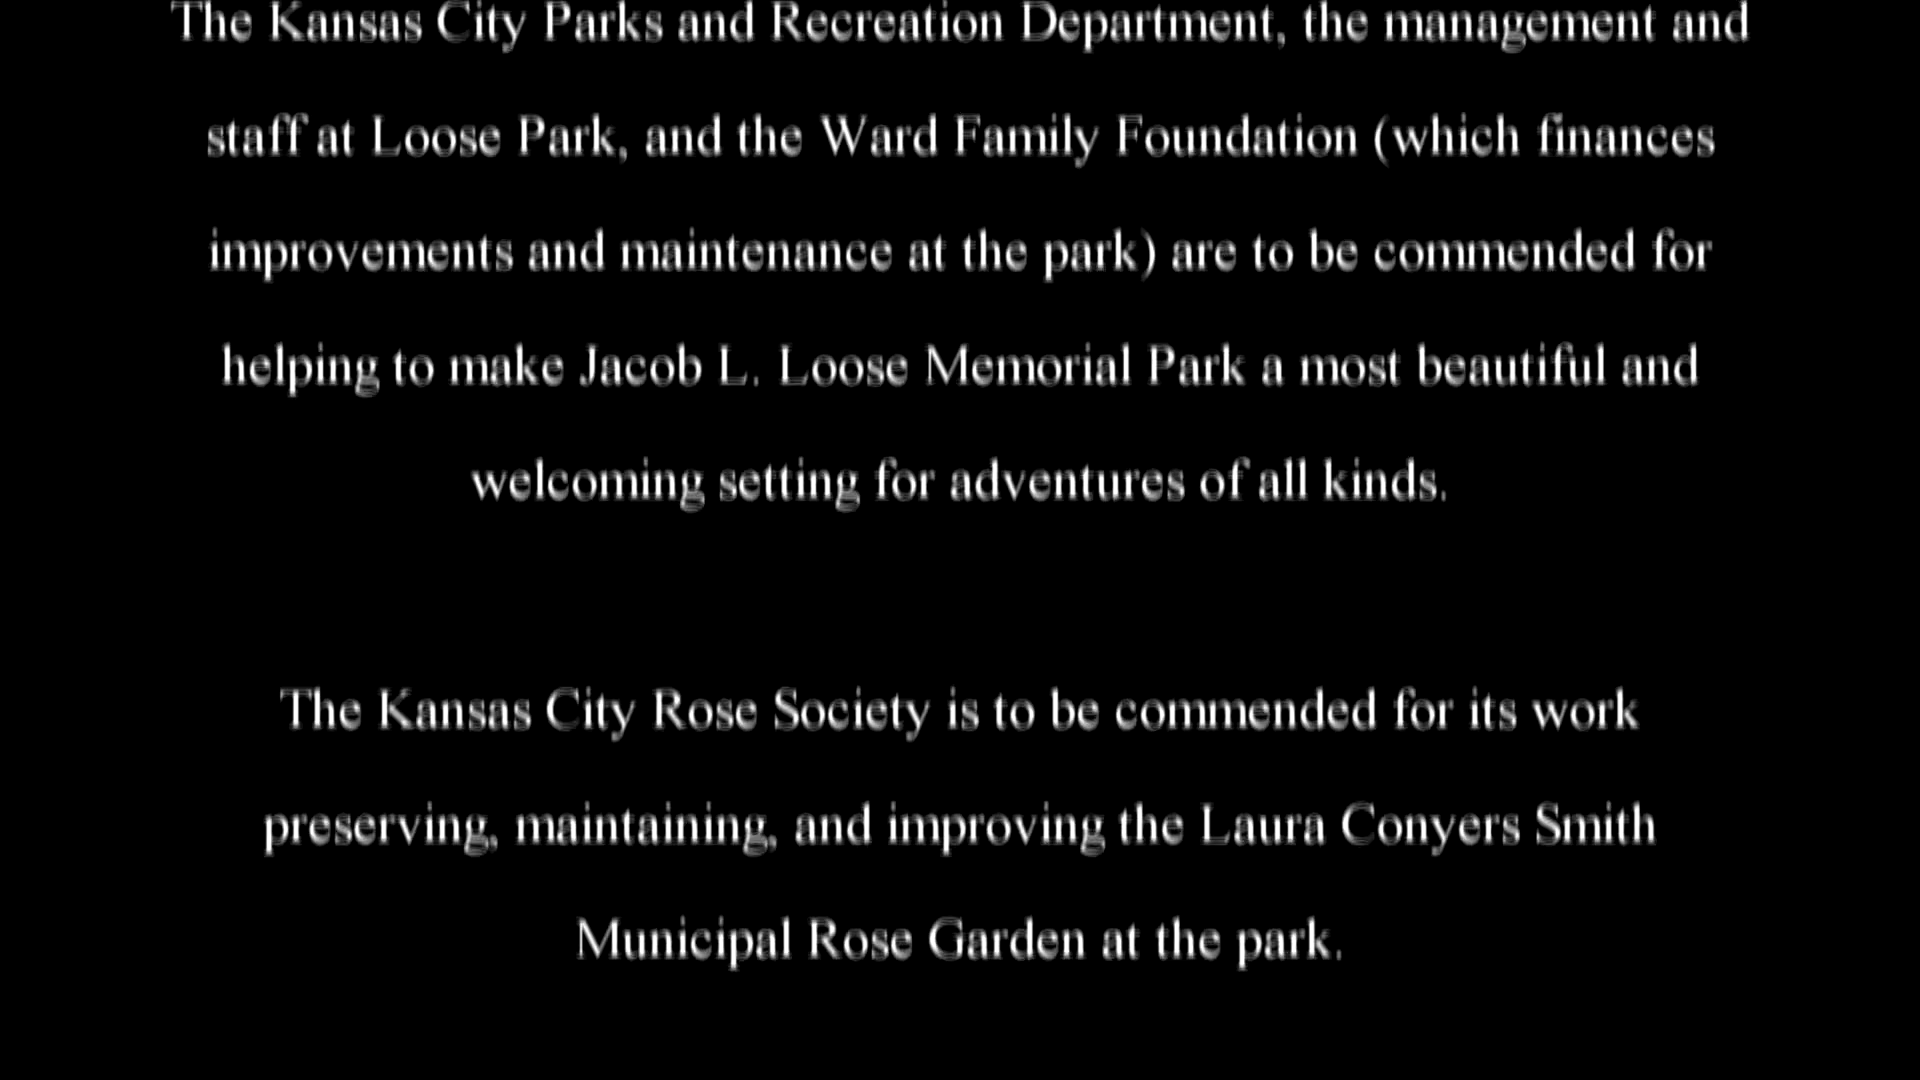 The Kansas City Parks and Recreation Department, the management and
staff at Loose Park, and the Ward Family Foundation (which finances
improvements and maintenance at the park) are to be commended for
helping to make Jacob L. Loose Memorial Park a most beautiful and
welcoming setting for adventures of all kinds.
The Kansas City Rose Society is to be commended for its work
preserving, maintaining, and improving the Laura Conyers Smith
Municipal Rose Garden at the park.